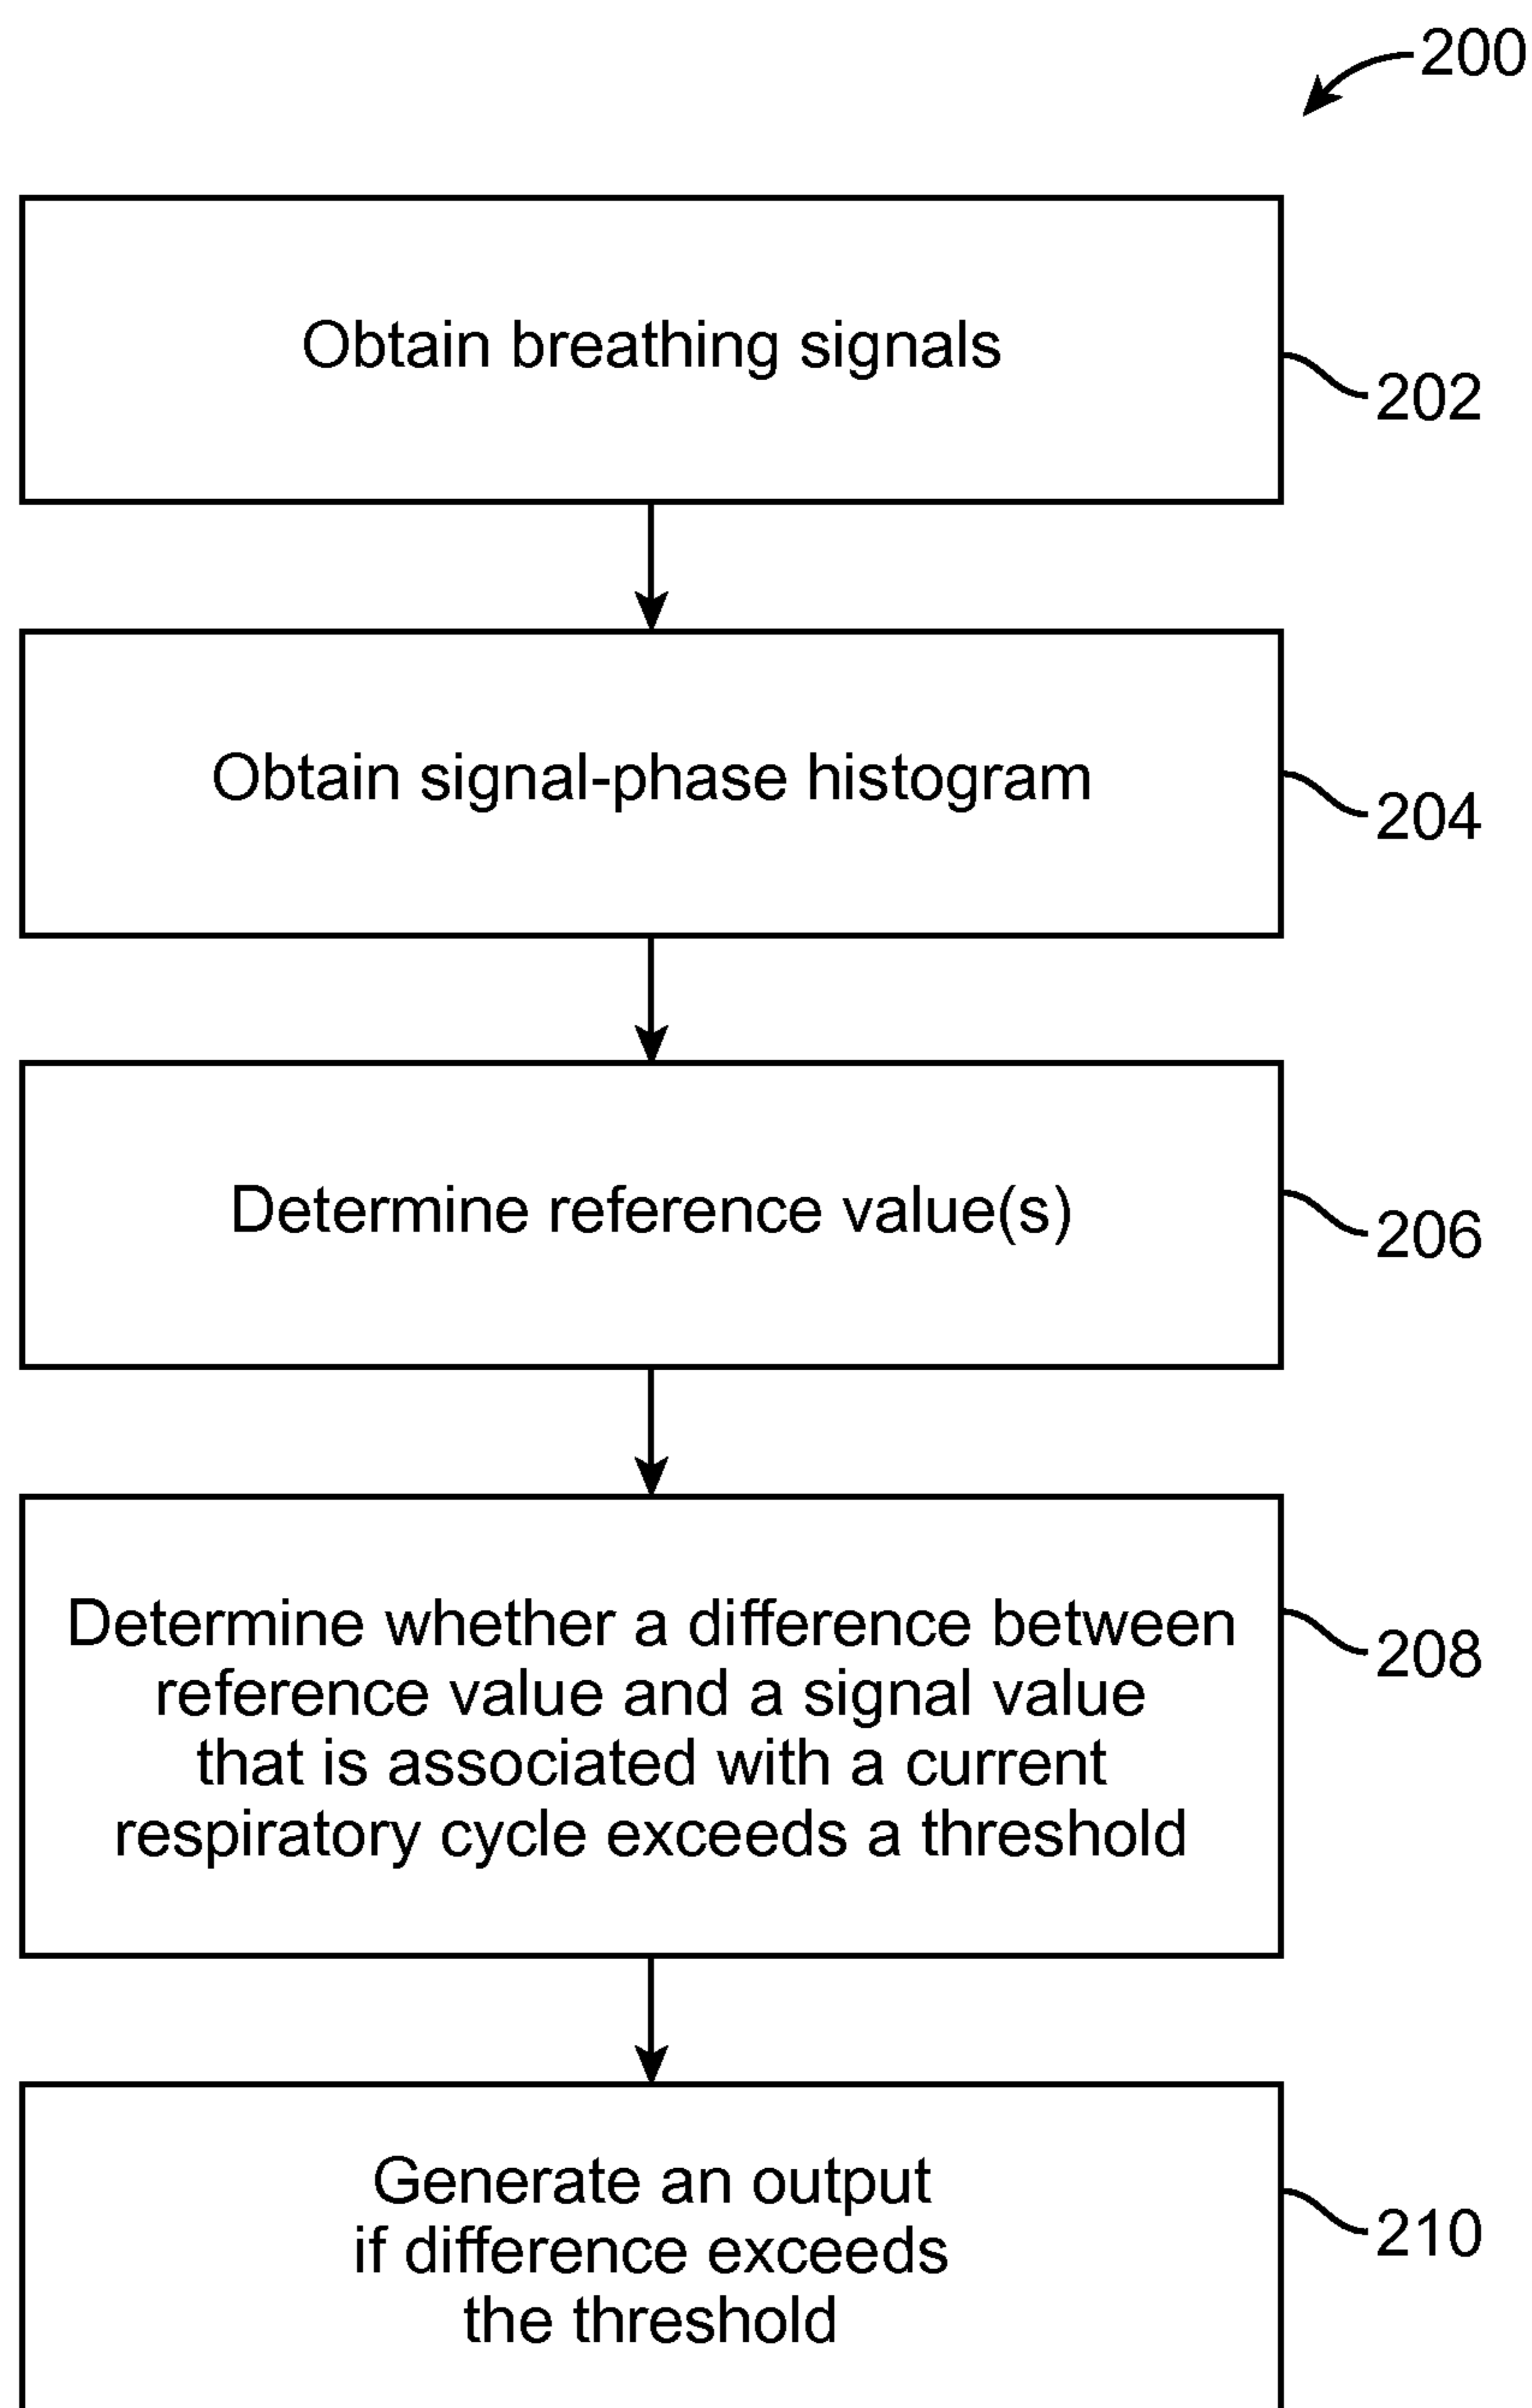 200
Obtain breathing signals
202
Obtain signal-phase histogram
204
Determine reference value(s)
206
Determine whether a difference between
reference value and a signal value
that is associated with a current
respiratory cycle exceeds a threshold
208
Generate an output
if difference exceeds
the threshold
210